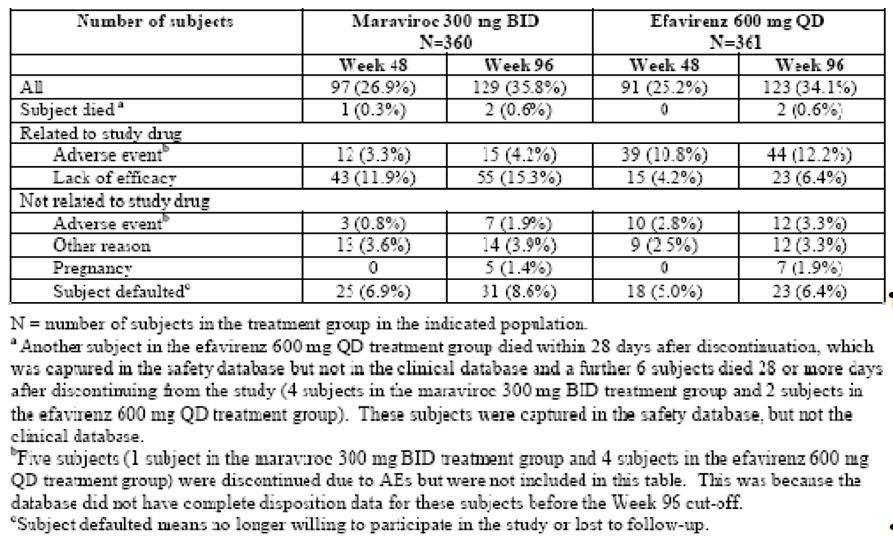 Number of subjects Maraviroc 300 mg BID Efavirenz 600 mg QD
N=360 N=361
Week 48 Week 96 Week 48 Week 96
All 97 (26.9%) 129 (35.8%) 91 (25.2%) 123 (34.1%)
Subject died a 1 (0.3%) 2 (0.6%) 0 2 (0.6%)
Related to study drug
Adverse event b 12 (3.3%) 15 (4.2%) 39 (10.8%) 44 (12.2%)
Lack of efficacy 43 (11.9%) 55 (15.3%) 15 (4.2%) 23 (6.4%)
Not related to study drug
Adverse event b 3 (0.8%) 7 (1.9%) 10 (2.8%) 12 (3.3%)
Other reason 13 (3.6%) 14 (3.9%) 9 (2.5%) 12 (3.3%)
Pregnancy 0 5 (1.4%) 0 7 (1.9%)
Subject defaulted c 25 (6.9%) 31 (8.6%) 18 (5.0%) 23 (6.4%)
N = number of subjects in the treatment group in the indicated population.
a Another subject in the efavirenz 600 mg QD treatment group died within 28 days after discontinuation, which
was captured in the safety database but not in the clinical database and a further 6 subjects died 28 or more days
after discontinuing from the study (4 subjects in the maraviroc 300 mg BID treatment group and 2 subjects in
the efavirenz 600 mg QD treatment group). These subjects were captured in the safety database, but not the
clinical database.
b Five subjects (1 subject in the maraviroc 300 mg BID treatment group and 4 subjects in the efavirenz 600 mg
QD treatment group) were discontinued due to AEs but were not included in this table. This was because the
database did not have complete disposition data for these subjects before the Week 96 cut-off.
c Subject defaulted means no longer willing to participate in the study or lost to follow-up.